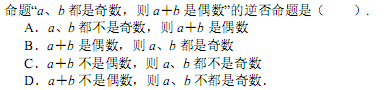 命题“a、b 都是奇数，则 a＋b 是偶数”的逆否命题是（　　）.
A．a、b 都不是奇数，则 a＋b 是偶数
B．a＋b 是偶数，则 a、b 都是奇数
C．a＋b 不是偶数，则 a、b 都不是奇数
D．a＋b 不是偶数，则 a、b 不都是奇数．